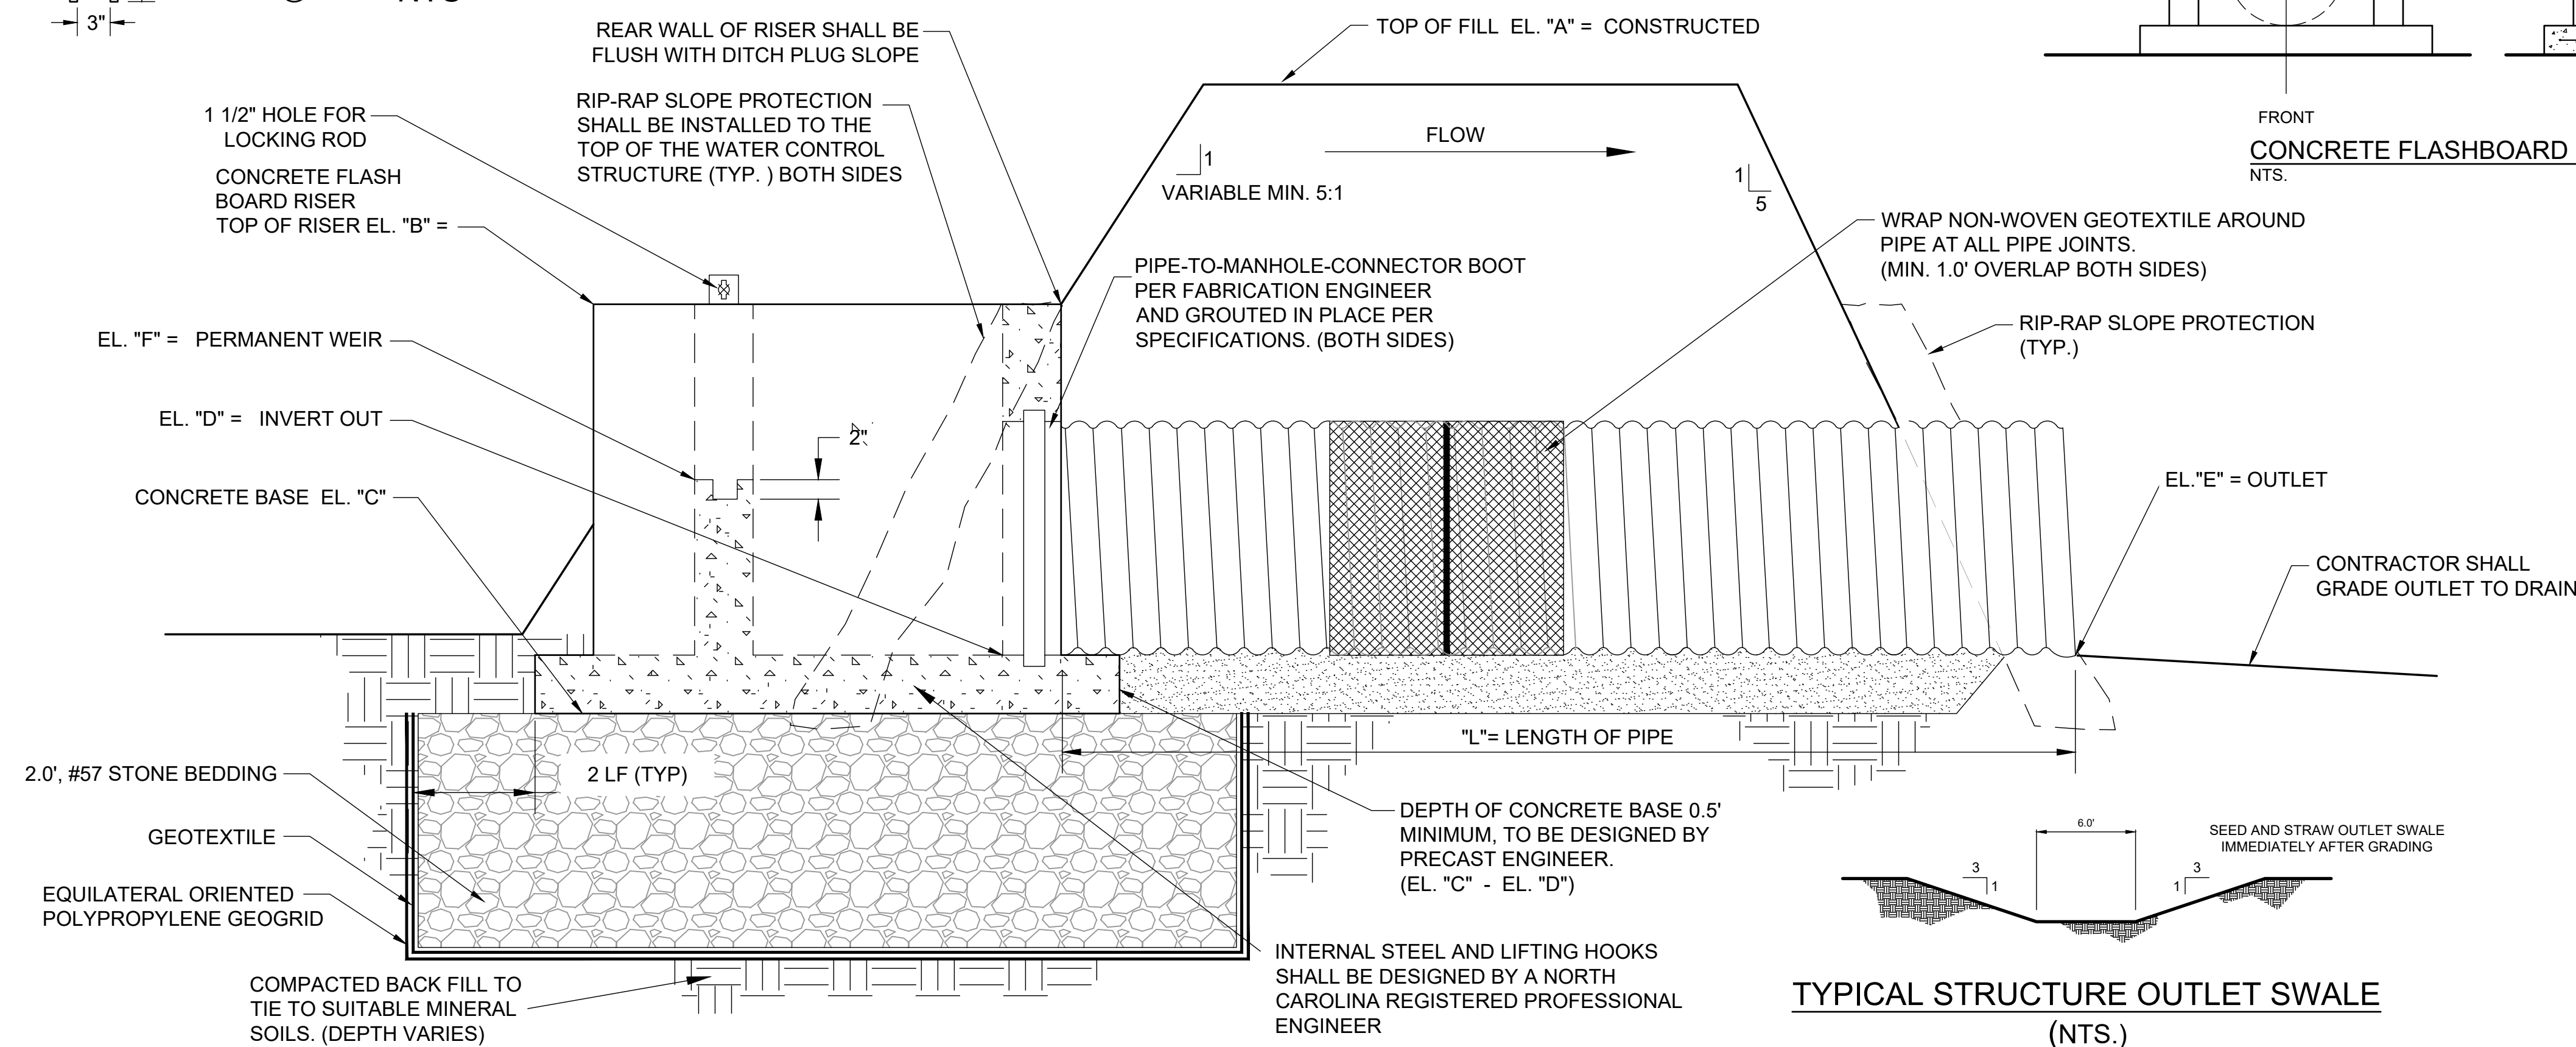 3"
REAR WALL OF RISER SHALL BE
FLUSH WITH DITCH PLUG SLOPE
TOP OF FILL  EL. "A" =  CONSTRUCTED
1 1/2" HOLE FOR
LOCKING ROD
RIP-RAP SLOPE PROTECTION
SHALL BE INSTALLED TO THE
TOP OF THE WATER CONTROL
STRUCTURE (TYP. ) BOTH SIDES
CONCRETE FLASH
BOARD RISER
TOP OF RISER EL. "B" =
FLOW
1
VARIABLE MIN. 5:1
1
5
FRONT
CONCRETE FLASHBOARD
NTS.
WRAP NON-WOVEN GEOTEXTILE AROUND
PIPE AT ALL PIPE JOINTS.
(MIN. 1.0' OVERLAP BOTH SIDES)
PIPE-TO-MANHOLE-CONNECTOR BOOT
PER FABRICATION ENGINEER
AND GROUTED IN PLACE PER
SPECIFICATIONS. (BOTH SIDES)
RIP-RAP SLOPE PROTECTION
(TYP.)
EL. "F" =   PERMANENT WEIR
EL. "D" =   INVERT OUT
2"
CONCRETE BASE  EL. "C"
EL."E" = OUTLET
CONTRACTOR SHALL
GRADE OUTLET TO DRAIN
"L"= LENGTH OF PIPE
2.0', #57 STONE BEDDING
2 LF (TYP)
GEOTEXTILE
EQUILATERAL ORIENTED
POLYPROPYLENE GEOGRID
DEPTH OF CONCRETE BASE 0.5'
MINIMUM, TO BE DESIGNED BY
PRECAST ENGINEER.
(EL. "C"  -  EL. "D")
COMPACTED BACK FILL TO
TIE TO SUITABLE MINERAL
SOILS. (DEPTH VARIES)
INTERNAL STEEL AND LIFTING HOOKS
SHALL BE DESIGNED BY A NORTH
CAROLINA REGISTERED PROFESSIONAL
ENGINEER
6.0'
SEED AND STRAW OUTLET SWALE
IMMEDIATELY AFTER GRADING
3
1
3
1
TYPICAL STRUCTURE OUTLET SWALE
(NTS.)